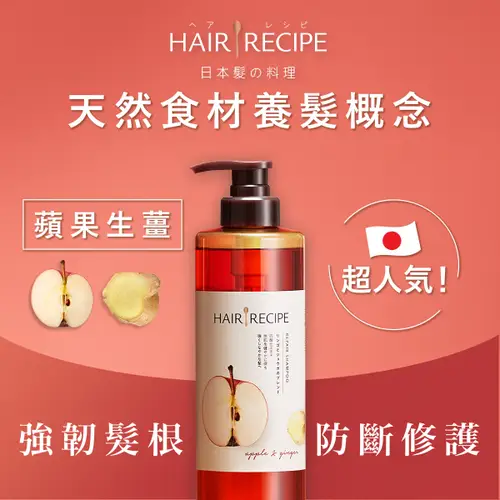 ヘア レシピ
HAIR RECIPE
日本髪の料理
天然食材養髮概念
蘋果生薑
超人気!
HAIR RECIPE
apple & ginger
強韌髮根
防斷修護